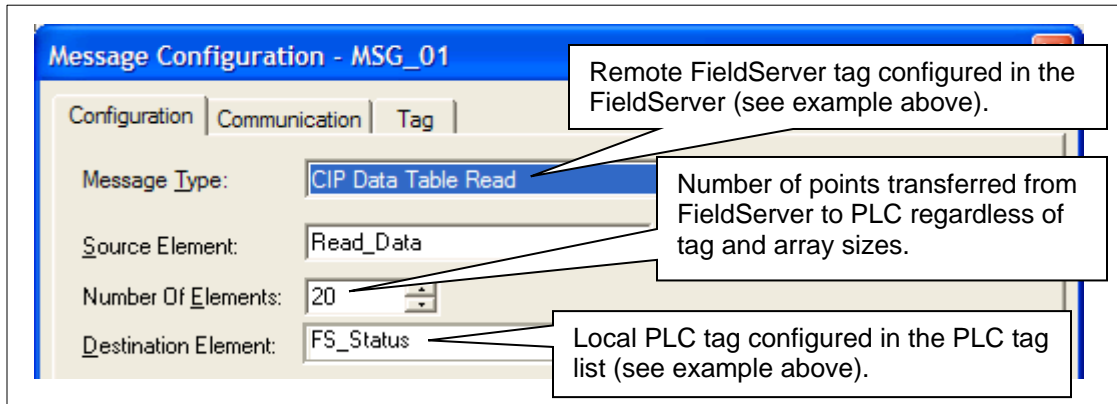 Message Configuration - MSG_01
Remote FieldServer tag configured in the
FieldServer (see example above).
Configuration
Communication
Tag
Message Type:
CIP Data Table Read
Number of points transferred from
FieldServer to PLC regardless of
tag and array sizes.
Source Element:
Read_Data
Number Of Elements:
20
Destination Element:
FS_Status
Local PLC tag configured in the PLC tag
list (see example above).